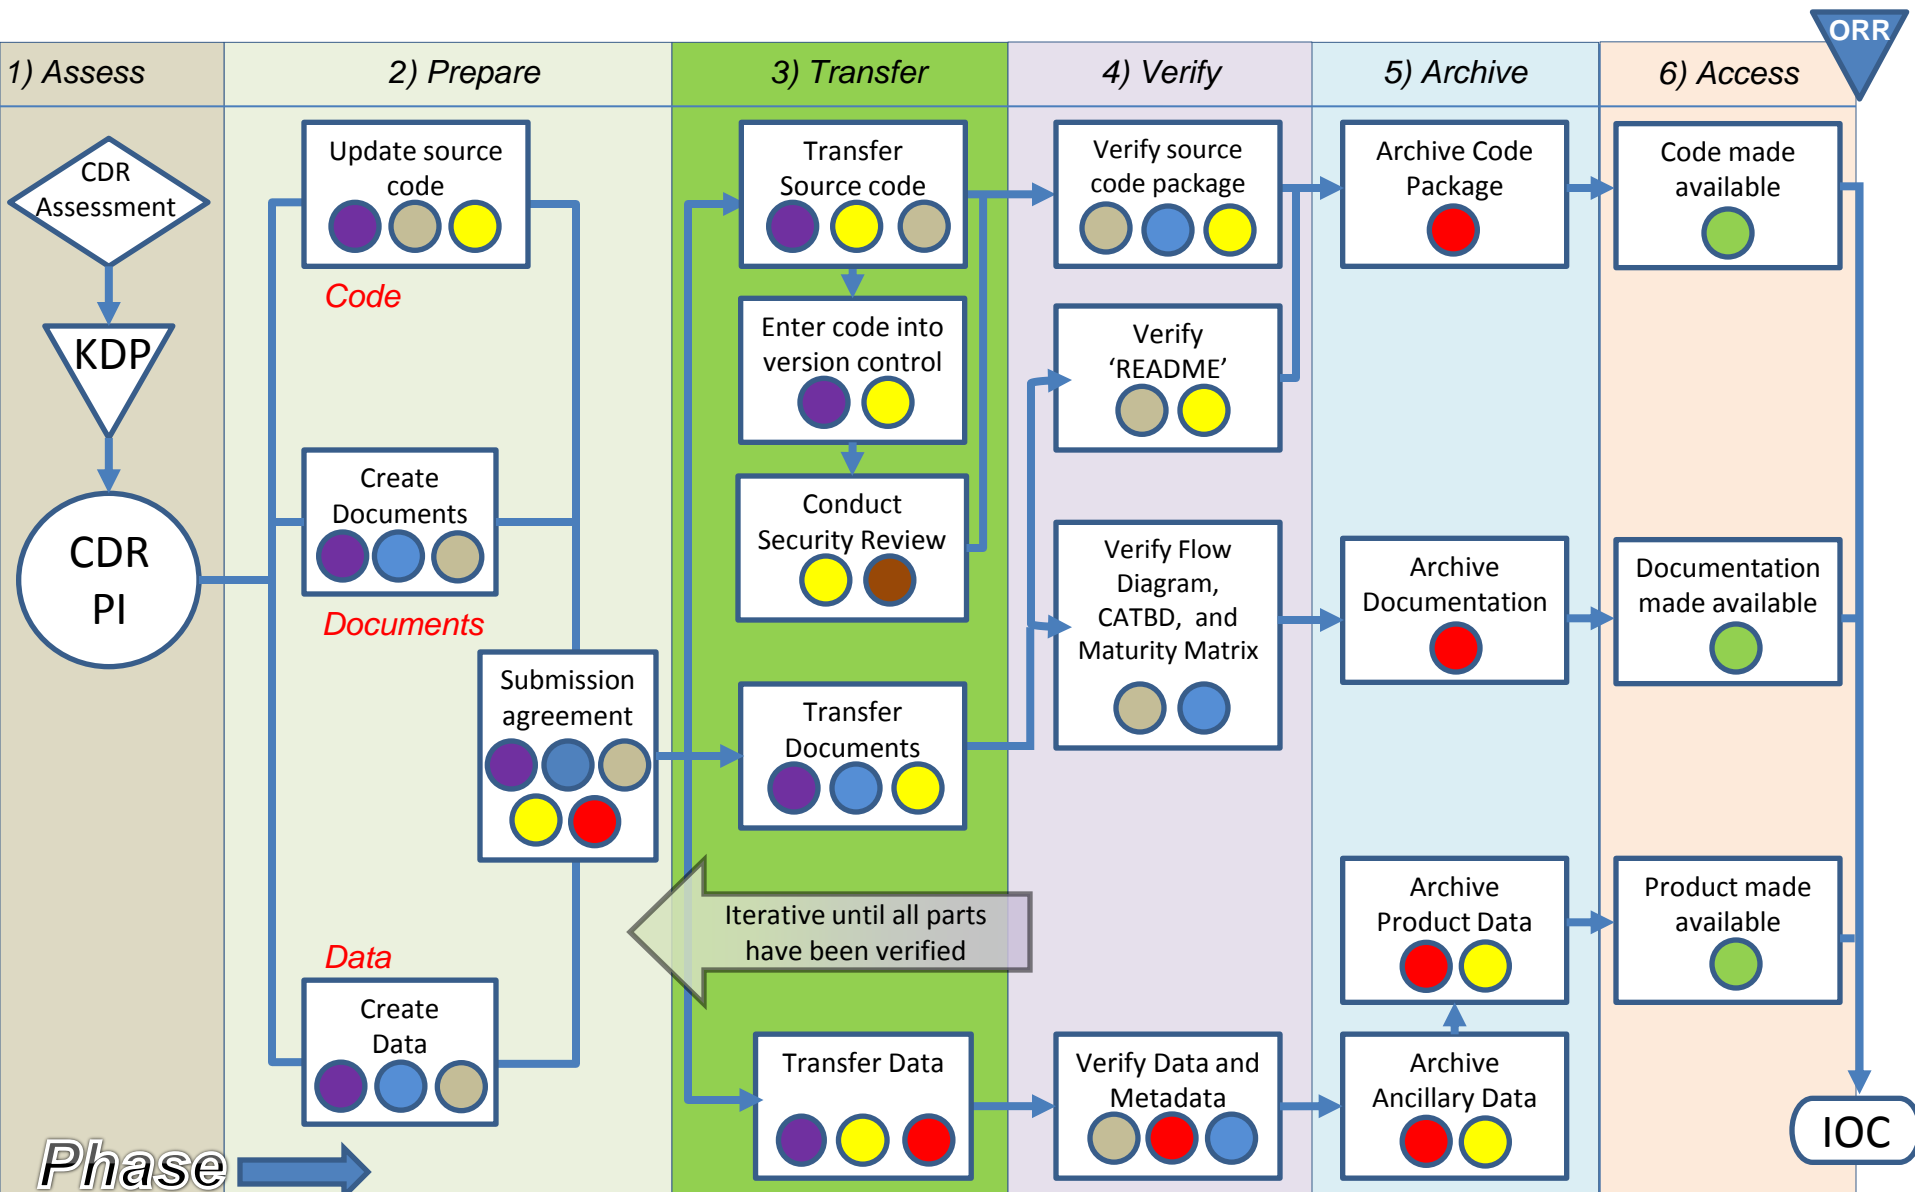 ORR
1) Assess
2) Prepare
3) Transfer
4) Verify
5) Archive
6) Access
CDR
Assessment
KDP
CDR
PI
Update source
code
Code
Create
Documents
Documents
Submission
agreement
Data
Create
Data
Transfer
Source code
Enter code into
version control
Conduct
Security Review
Transfer
Documents
Iterative until all parts
have been verified
Transfer Data
Verify source
code package
Verify
‘README’
Verify Flow
Diagram,
CATBD, and
Maturity Matrix
Verify Data and
Metadata
Archive Code
Package
Archive
Documentation
Archive
Product Data
Archive
Ancillary Data
Code made
available
Documentation
made available
Product made
available
IOC
Phase